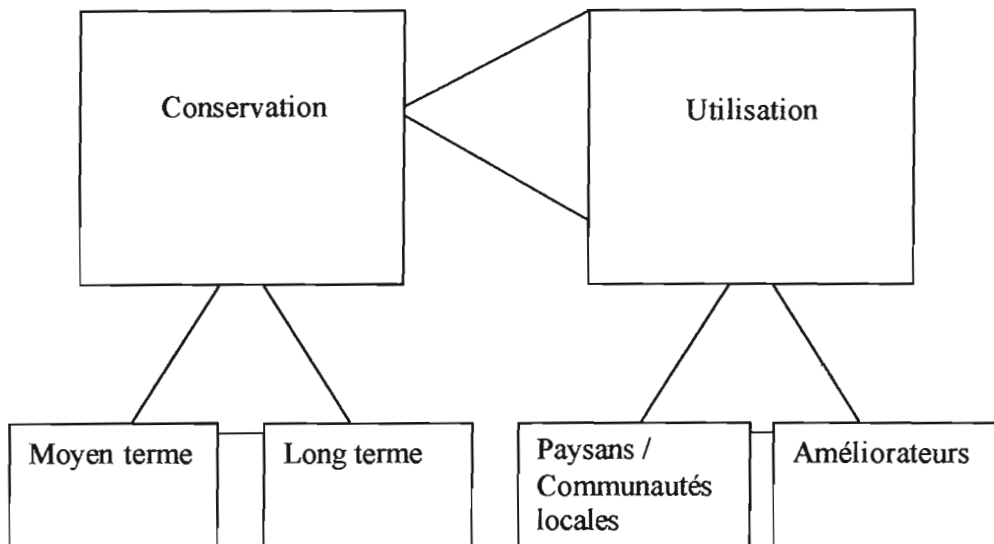 Conservation
Utilisation
Moyen terme
Long terme
Paysans /
Communautés
locales
Améliorateurs